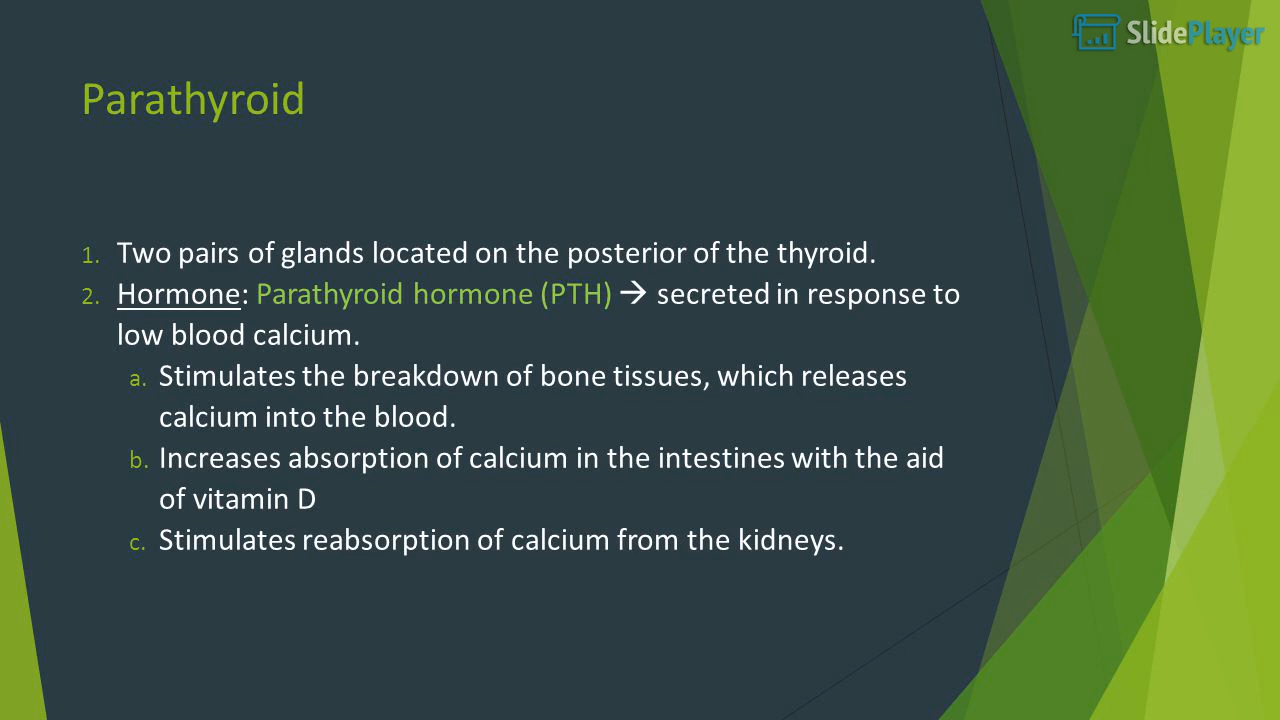 SlidePlayer
Parathyroid
1. Two pairs of glands located on the posterior of the thyroid.
2. Hormone: Parathyroid hormone (PTH) → secreted in response to
low blood calcium.
a. Stimulates the breakdown of bone tissues, which releases
calcium into the blood.
b. Increases absorption of calcium in the intestines with the aid
of vitamin D
c. Stimulates reabsorption of calcium from the kidneys.